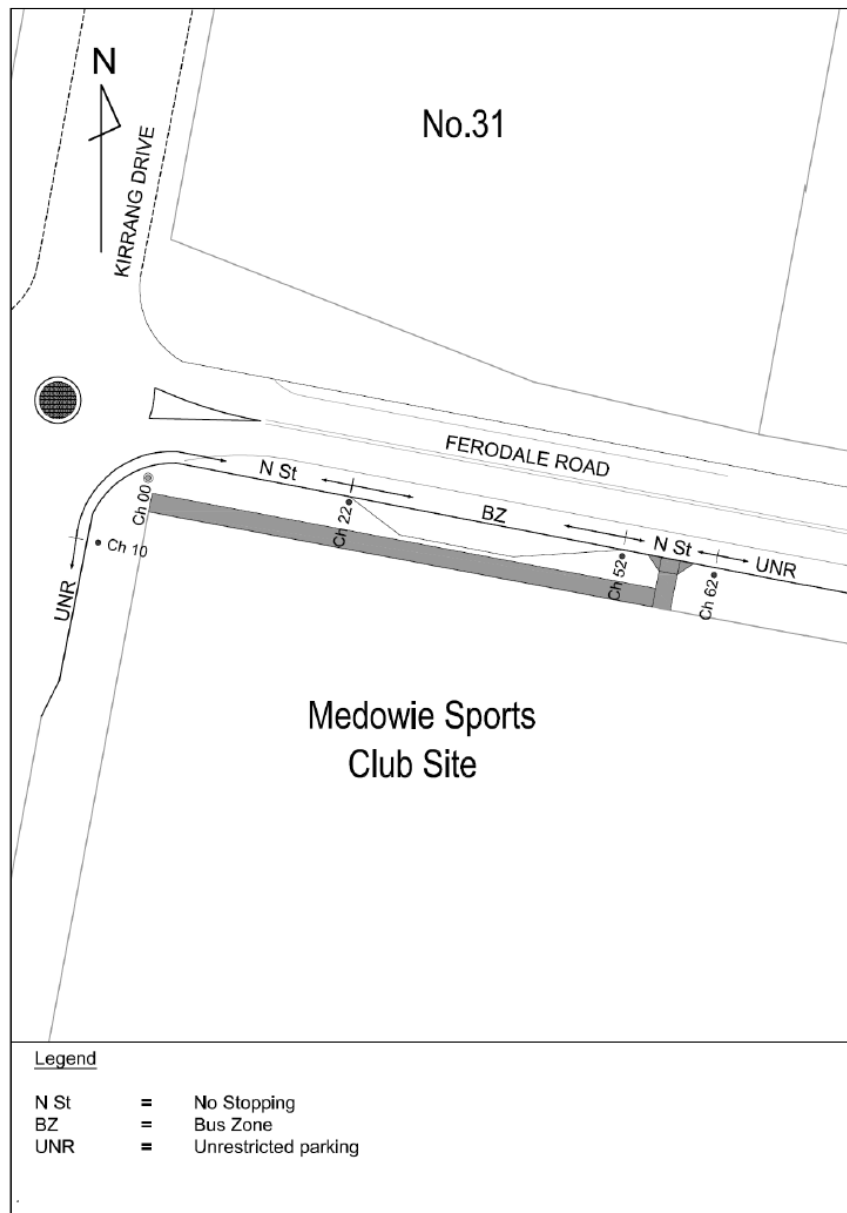 N
No.31
KIRRANG DRIVE
FERODALE ROAD
N St
Ch 00
Ch 22
BZ
Ch 10
Ch 52
N St
Ch 62
UNR
UNR
Medowie Sports
Club Site
Legend
N St = No Stopping
BZ = Bus Zone
UNR = Unrestricted parking